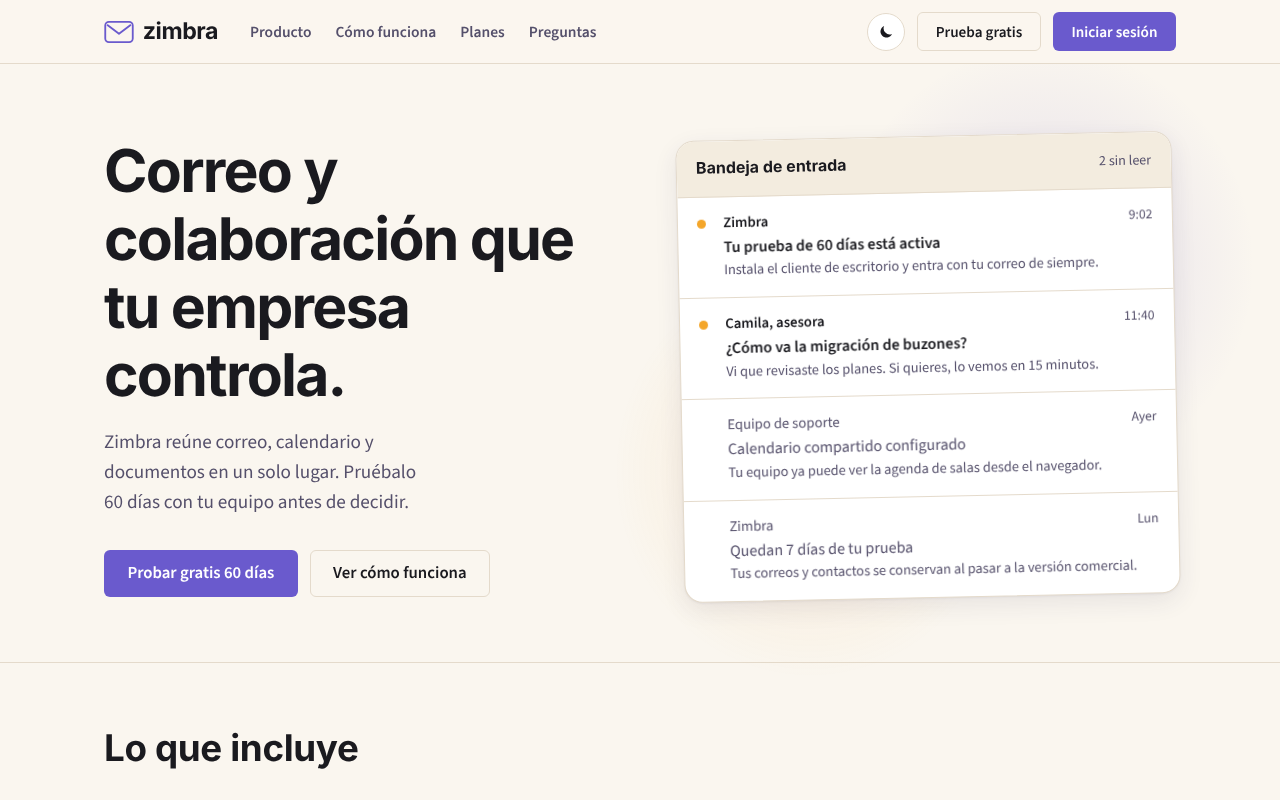 zimbra
Producto
Cómo funciona
Planes
Preguntas
Prueba gratis
Iniciar sesión
Correo y
colaboración que
tu empresa
controla.
Zimbra reúne correo, calendario y
documentos en un solo lugar. Pruébalo
60 días con tu equipo antes de decidir.
Probar gratis 60 días
Ver cómo funciona
Bandeja de entrada
2 sin leer
Zimbra
9:02
Tu prueba de 60 días está activa
Instala el cliente de escritorio y entra con tu correo de siempre.
Camila, asesora
11:40
¿Cómo va la migración de buzones?
Vi que revisaste los planes. Si quieres, lo vemos en 15 minutos.
Equipo de soporte
Ayer
Calendario compartido configurado
Tu equipo ya puede ver la agenda de salas desde el navegador.
Zimbra
Lun
Quedan 7 días de tu prueba
Tus correos y contactos se conservan al pasar a la versión comercial.
Lo que incluye